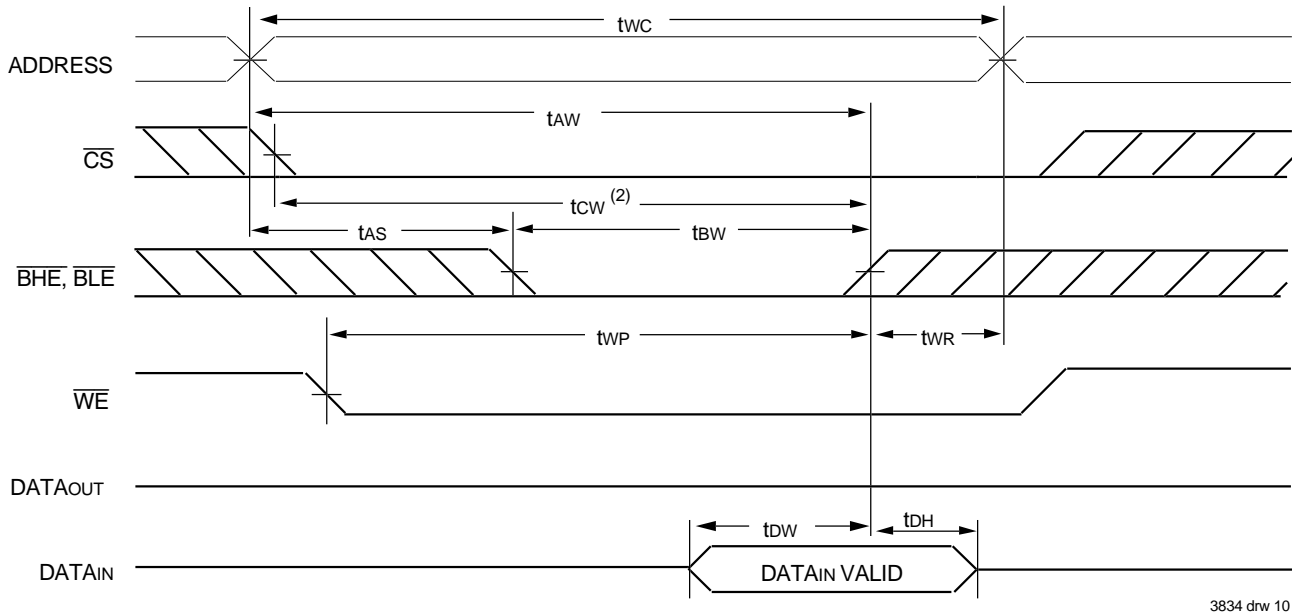 tWC
ADDRESS
tAW
CS
tCW (2)
tAS tBW
BHE, BLE
tWP tWR
WE
DATAOUT
tDW tDH
DATAIN DATAIN VALID
3834 drw 10